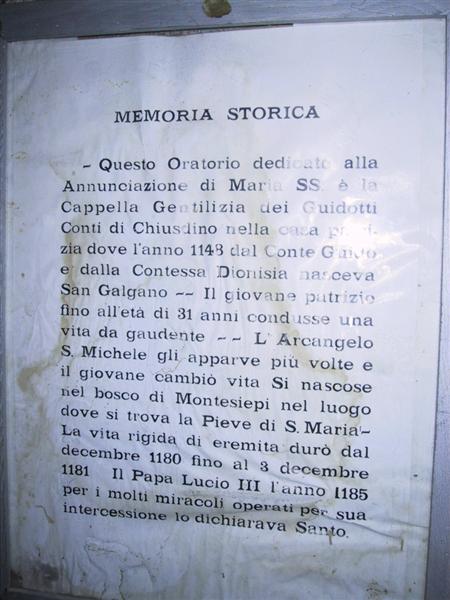 MEMORIA STORICA
- Questo Oratorio dedicato alla
Annunciazione di Maria SS. è la
Cappella Gentilizia dei Guidotti
Conti di Chiusdino nella casa patri-
zia dove l'anno 1148 dal Conte Guido
e dalla Contessa Dionisia nasceva
San Galgano -- Il giovane patrizio
fino all'età di 31 anni condusse una
vita da gaudente -- L'Arcangelo
S. Michele gli apparve più volte e
il giovane cambiò vita Si nascose
nel bosco di Montesiepi nel luogo
dove si trova la Pieve di S. Maria-
La vita rigida di eremita durò dal
decembre 1180 fino al 3 decembre
1181 Il Papa Lucio III l'anno 1185
per i molti miracoli operati per sua
intercessione lo dichiarava Santo.